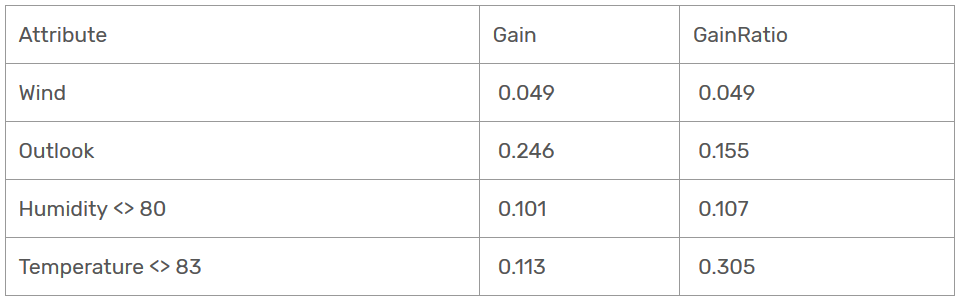 Attribute Gain GainRatio
Wind 0.049 0.049
Outlook 0.246 0.155
Humidity <> 80 0.101 0.107
Temperature <> 83 0.113 0.305